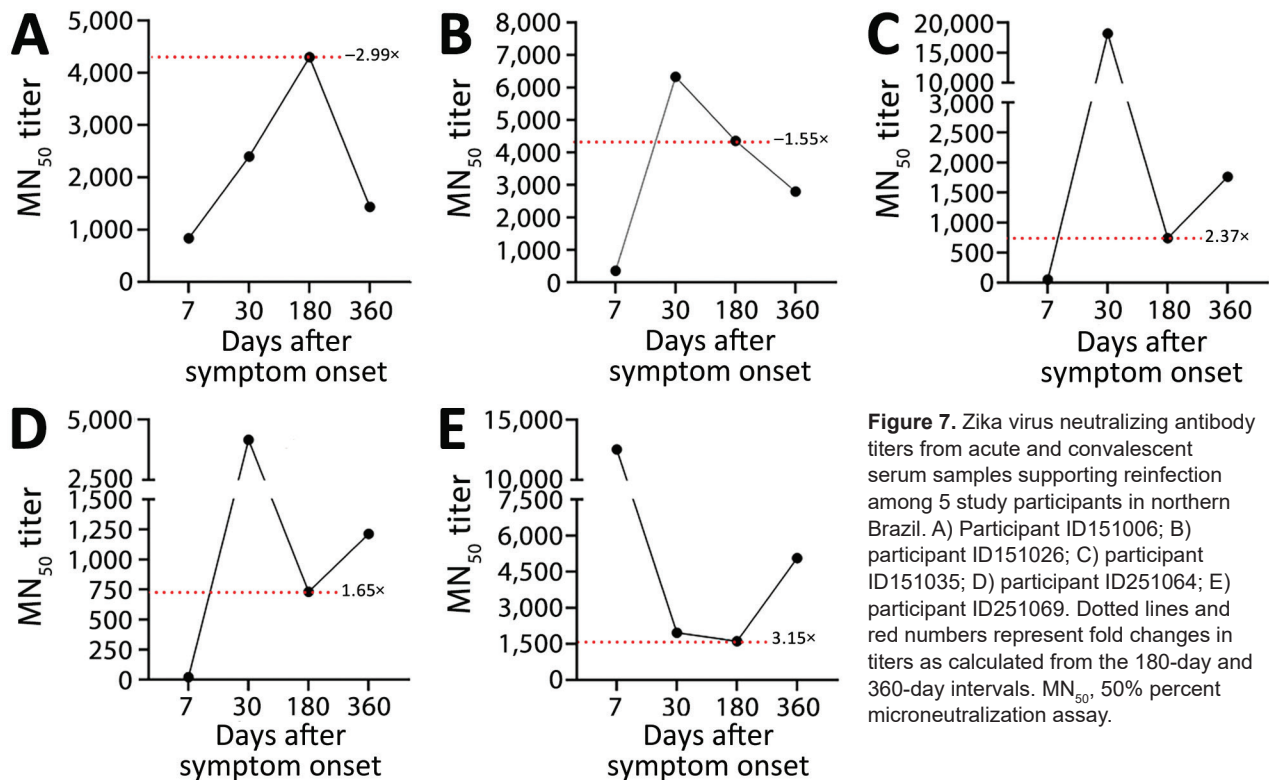 A
MN50 titer
5,000
4,000
3,000
2,000
1,000
0
−2.99×
7 30 180 360
Days after
symptom onset
B
MN50 titer
8,000
7,000
6,000
5,000
4,000
3,000
2,000
1,000
0
−1.55×
7 30 180 360
Days after
symptom onset
C
MN50 titer
20,000
15,000
10,000
3,000
2,000
1,500
1,000
500
0
2.37×
7 30 180 360
Days after
symptom onset
D
MN50 titer
5,000
2,500
1,500
1,250
1,000
750
500
250
0
1.65×
7 30 180 360
Days after
symptom onset
E
MN50 titer
15,000
10,000
7,500
4,500
3,000
1,500
0
3.15×
7 30 180 360
Days after
symptom onset
Figure 7. Zika virus neutralizing antibody
titers from acute and convalescent
serum samples supporting reinfection
among 5 study participants in northern
Brazil. A) Participant ID151006; B)
participant ID151026; C) participant
ID151035; D) participant ID251064; E)
participant ID251069. Dotted lines and
red numbers represent fold changes in
titers as calculated from the 180-day and
360-day intervals. MN50, 50% percent
microneutralization assay.